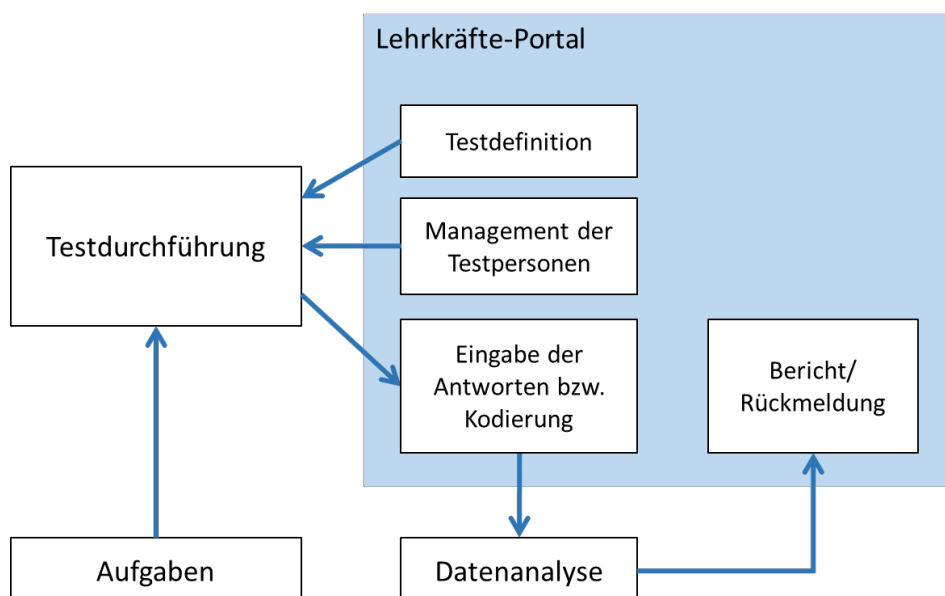 Lehrkräfte-Portal
Testdefinition
Testdurchführung
Management der
Testpersonen
Eingabe der
Antworten bzw.
Kodierung
Bericht/
Rückmeldung
Aufgaben
Datenanalyse